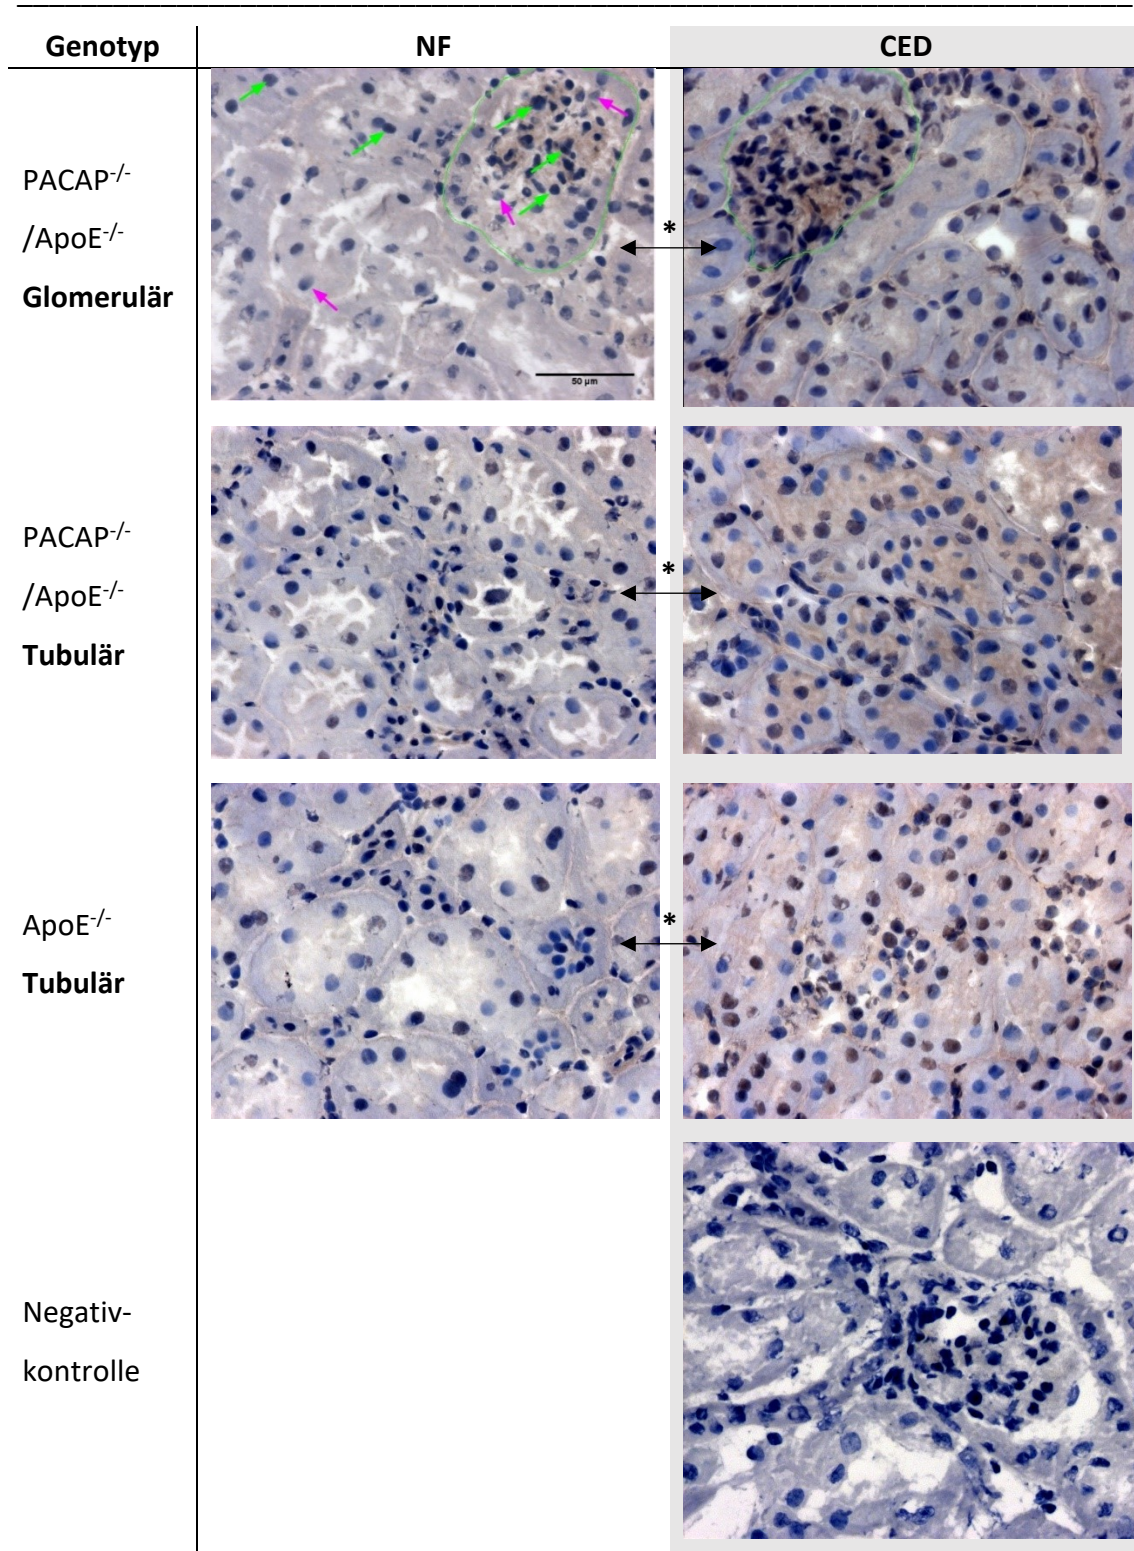 Genotyp NF CED
PACAP-/-
/ApoE-/-
Glomerulär
*
50 µm
PACAP-/-
/ApoE-/-
Tubulär
*
ApoE-/-
Tubulär
*
Negativ-
kontrolle